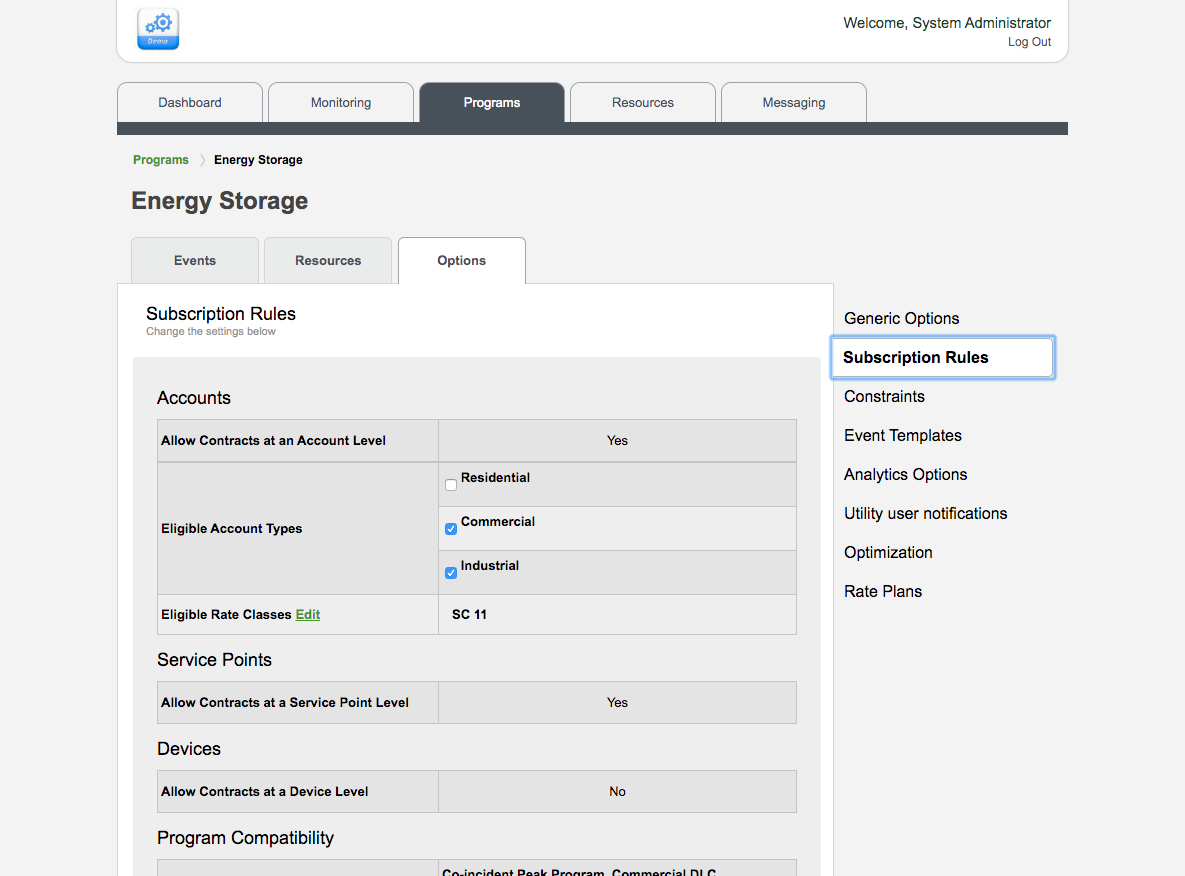 Demo
Welcome, System Administrator
Log Out
Dashboard
Monitoring
Programs
Resources
Messaging
Programs
Energy Storage
Energy Storage
Events
Resources
Options
Subscription Rules
Change the settings below
Accounts
Allow Contracts at an Account Level
Yes
Eligible Account Types
Residential
Commercial
Industrial
Eligible Rate Classes Edit
SC 11
Service Points
Allow Contracts at a Service Point Level
Yes
Devices
Allow Contracts at a Device Level
No
Program Compatibility
Co-incident Peak Program, Commercial DLC
Generic Options
Subscription Rules
Constraints
Event Templates
Analytics Options
Utility user notifications
Optimization
Rate Plans